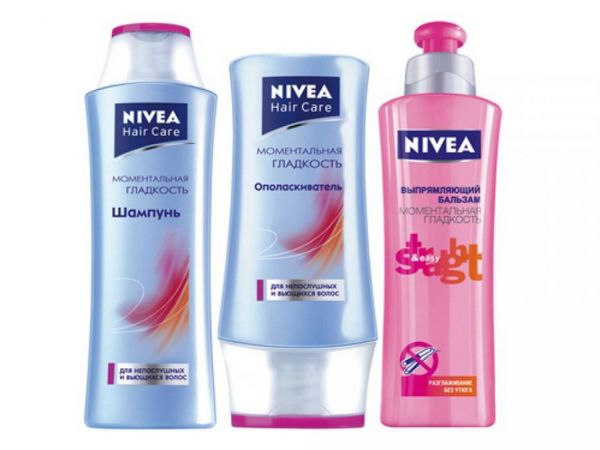 NIVEA
Hair Care
МОМЕНТАЛЬНАЯ
ГЛАДКОСТЬ
Шампунь
ДЛЯ НЕПОСЛУШНЫХ
И ВЬЮЩИХСЯ ВОЛОС
NIVEA
Hair Care
МОМЕНТАЛЬНАЯ
ГЛАДКОСТЬ
Ополаскиватель
ДЛЯ НЕПОСЛУШНЫХ
И ВЬЮЩИХСЯ ВОЛОС
NIVEA
ВЫПРЯМЛЯЮЩИЙ
БАЛЬЗАМ
МОМЕНТАЛЬНАЯ
ГЛАДКОСТЬ
straight
& easy
РАЗГЛАЖИВАНИЕ
БЕЗ УТЮГА